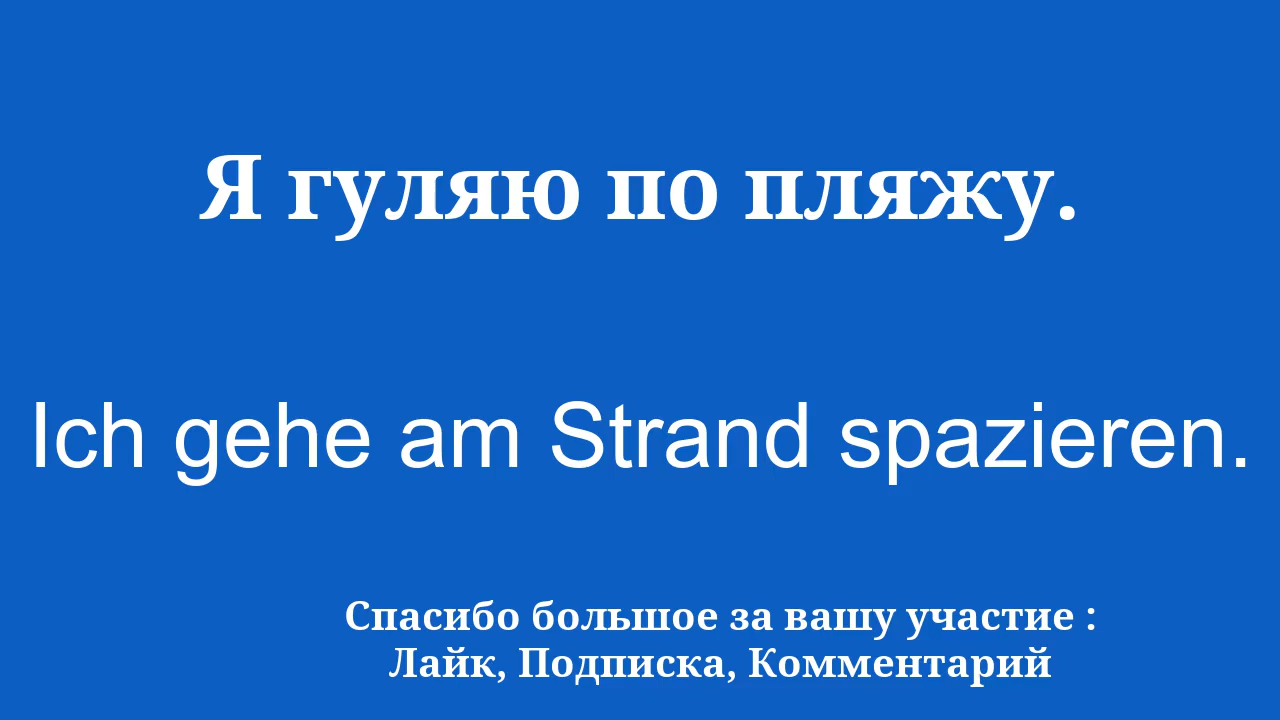 Я гуляю по пляжу.
Ich gehe am Strand spazieren.
Спасибо большое за вашу участие :
Лайк, Подписка, Комментарий